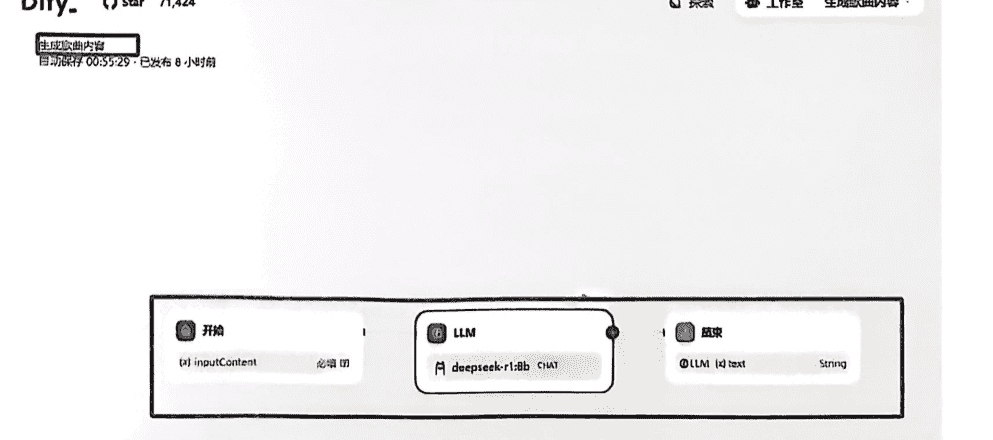 Dify_ Star 71,424 探索 工作室 生成歌曲内容
生成歌曲内容
自动保存 00:55:29 · 已发布 8 小时前
开始
{x} inputContent 必填
LLM
deepseek-r1:8b CHAT
结束
LLM {x} text String